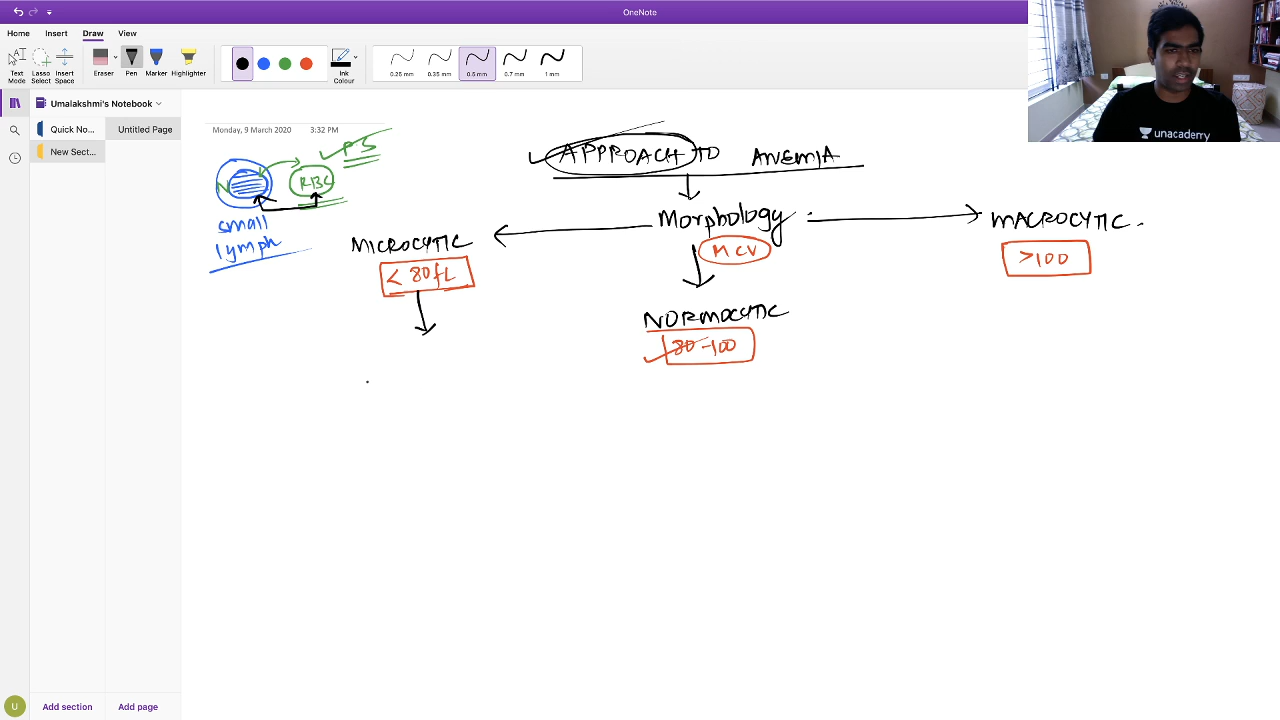 OneNote
Home Insert Draw View
Text Mode
Lasso Select
Insert Space
Eraser
Pen
Marker
Highlighter
Ink Colour
0.25 mm
0.35 mm
0.5 mm
0.7 mm
1 mm
Umalakshmi's Notebook
Quick No...
Untitled Page
New Sect...
Monday, 9 March 2020 3:32 PM
unacademy
APPROACH TO ANEMIA
PS
N
RBC
small
lymph
Morphology
MCV
MICROCYTIC
< 80fL
MACROCYTIC
>100
NORMOCYTIC
80-100
U
Add section
Add page